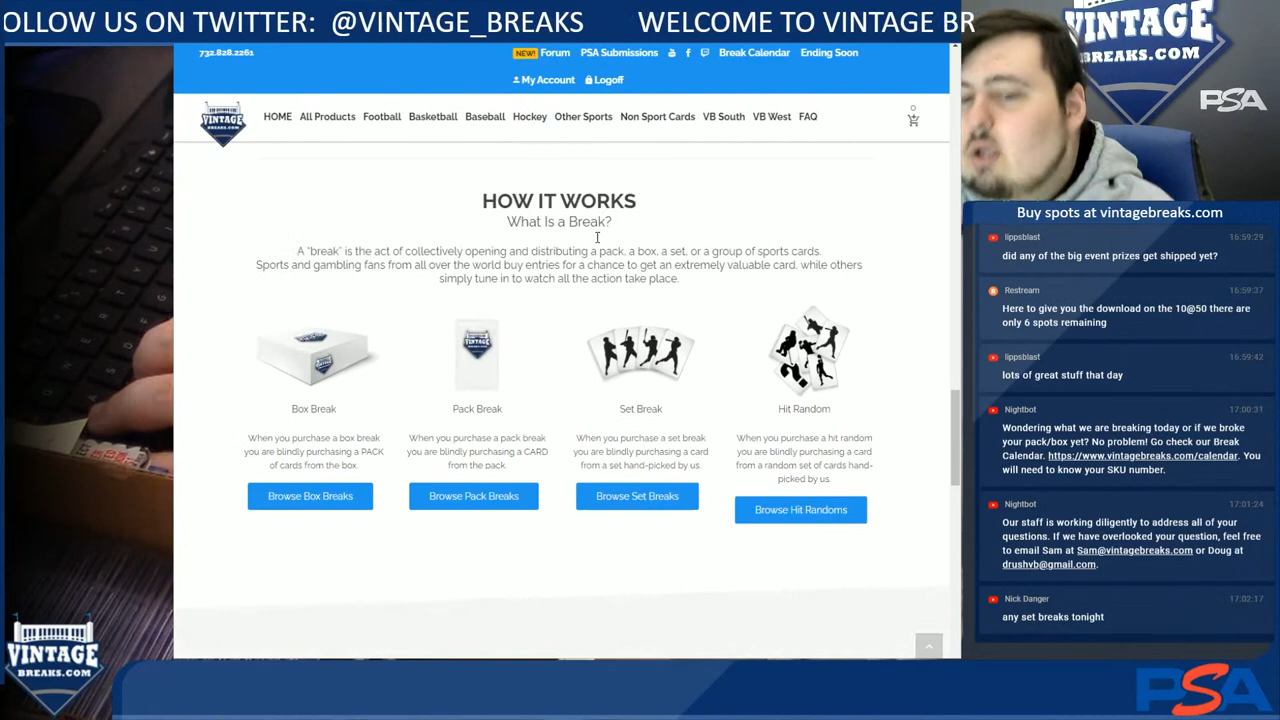 OLLOW US ON TWITTER: @VINTAGE_BREAKS WELCOME TO VINTAGE BR
732.828.2261
NEW! Forum PSA Submissions Break Calendar Ending Soon
My Account Logoff
VINTAGE
BREAKS.COM
HOME All Products Football Basketball Baseball Hockey Other Sports Non Sport Cards VB South VB West FAQ
0
HOW IT WORKS
What Is a Break?
A "break" is the act of collectively opening and distributing a pack, a box, a set, or a group of sports cards.
Sports and gambling fans from all over the world buy entries for a chance to get an extremely valuable card, while others
simply tune in to watch all the action take place.
Box Break
When you purchase a box break
you are blindly purchasing a PACK
of cards from the box.
Browse Box Breaks
Pack Break
When you purchase a pack break
you are blindly purchasing a CARD
from the pack.
Browse Pack Breaks
Set Break
When you purchase a set break
you are blindly purchasing a card
from a set hand-picked by us.
Browse Set Breaks
Hit Random
When you purchase a hit random
you are blindly purchasing a card
from a random set of cards hand-
picked by us.
Browse Hit Randoms
BREAKS.COM
PSA
Buy spots at vintagebreaks.com
lippsblast 16:59:29
did any of the big event prizes get shipped yet?
Restream 16:59:37
Here to give you the download on the 10@50 there are
only 6 spots remaining
lippsblast 16:59:42
lots of great stuff that day
Nightbot 17:00:31
Wondering what we are breaking today or if we broke
your pack/box yet? No problem! Go check our Break
Calendar. https://www.vintagebreaks.com/calendar. You
will need to know your SKU number.
Nightbot 17:01:24
Our staff is working diligently to address all of your
questions. If we have overlooked your question, feel free
to email Sam at Sam@vintagebreaks.com or Doug at
drushvb@gmail.com.
Nick Danger 17:02:17
any set breaks tonight
VINTAGE
BREAKS.COM
PSA